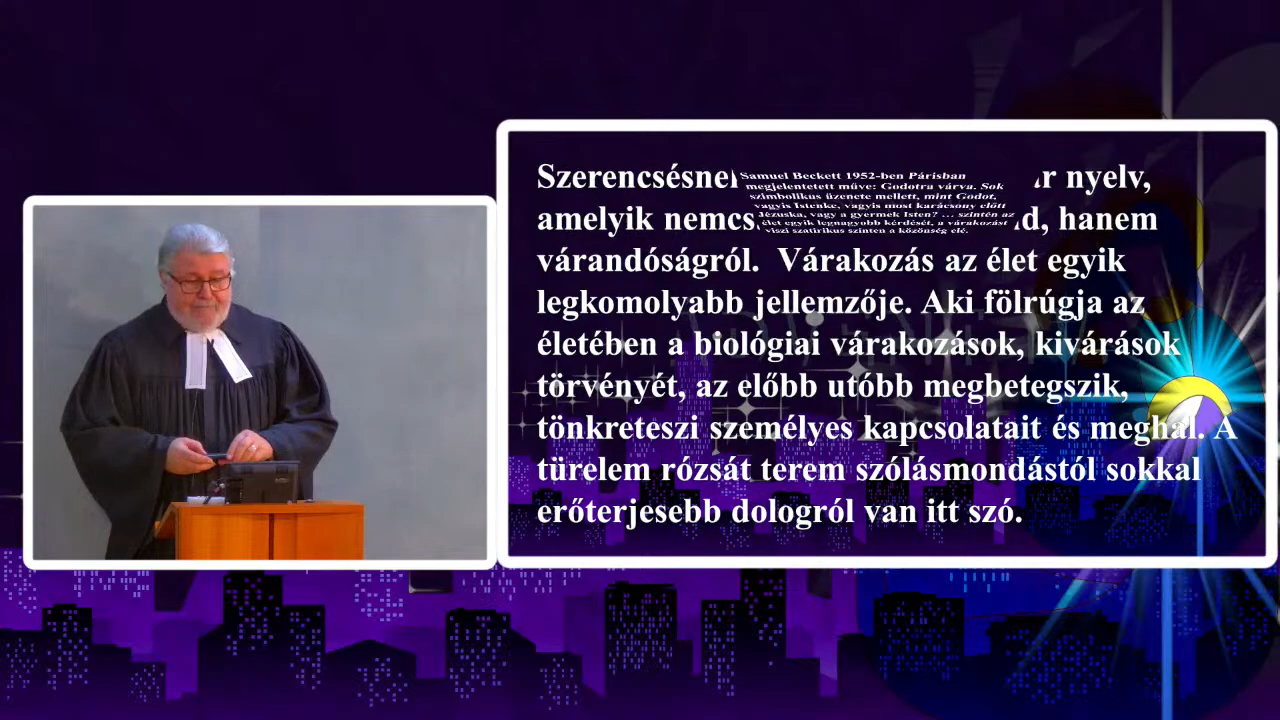 Szerencsésne
r nyelv,
Samuel Beckett 1952-ben Párisban
megjelentetett müve: Godotra várva. Sok
szimbolikus üzenete mellett, mint Godot,
vagyis Istenke, vagyis most karácsony előtt
Jézuska, vagy a gyermek Isten? … szintén az
élet egyik legnagyobb kérdését, a várakozást
viszi szatirikus szinten a közönség elé.
amelyik nemcs
d, hanem
várandóságról. Várakozás az élet egyik
legkomolyabb jellemzője. Aki fölrúgja az
életében a biológiai várakozások, kivárások
törvényét, az előbb utóbb megbetegszik,
tönkreteszi személyes kapcsolatait és meghal. A
türelem rózsát terem szólásmondástól sokkal
erőterjesebb dologról van itt szó.